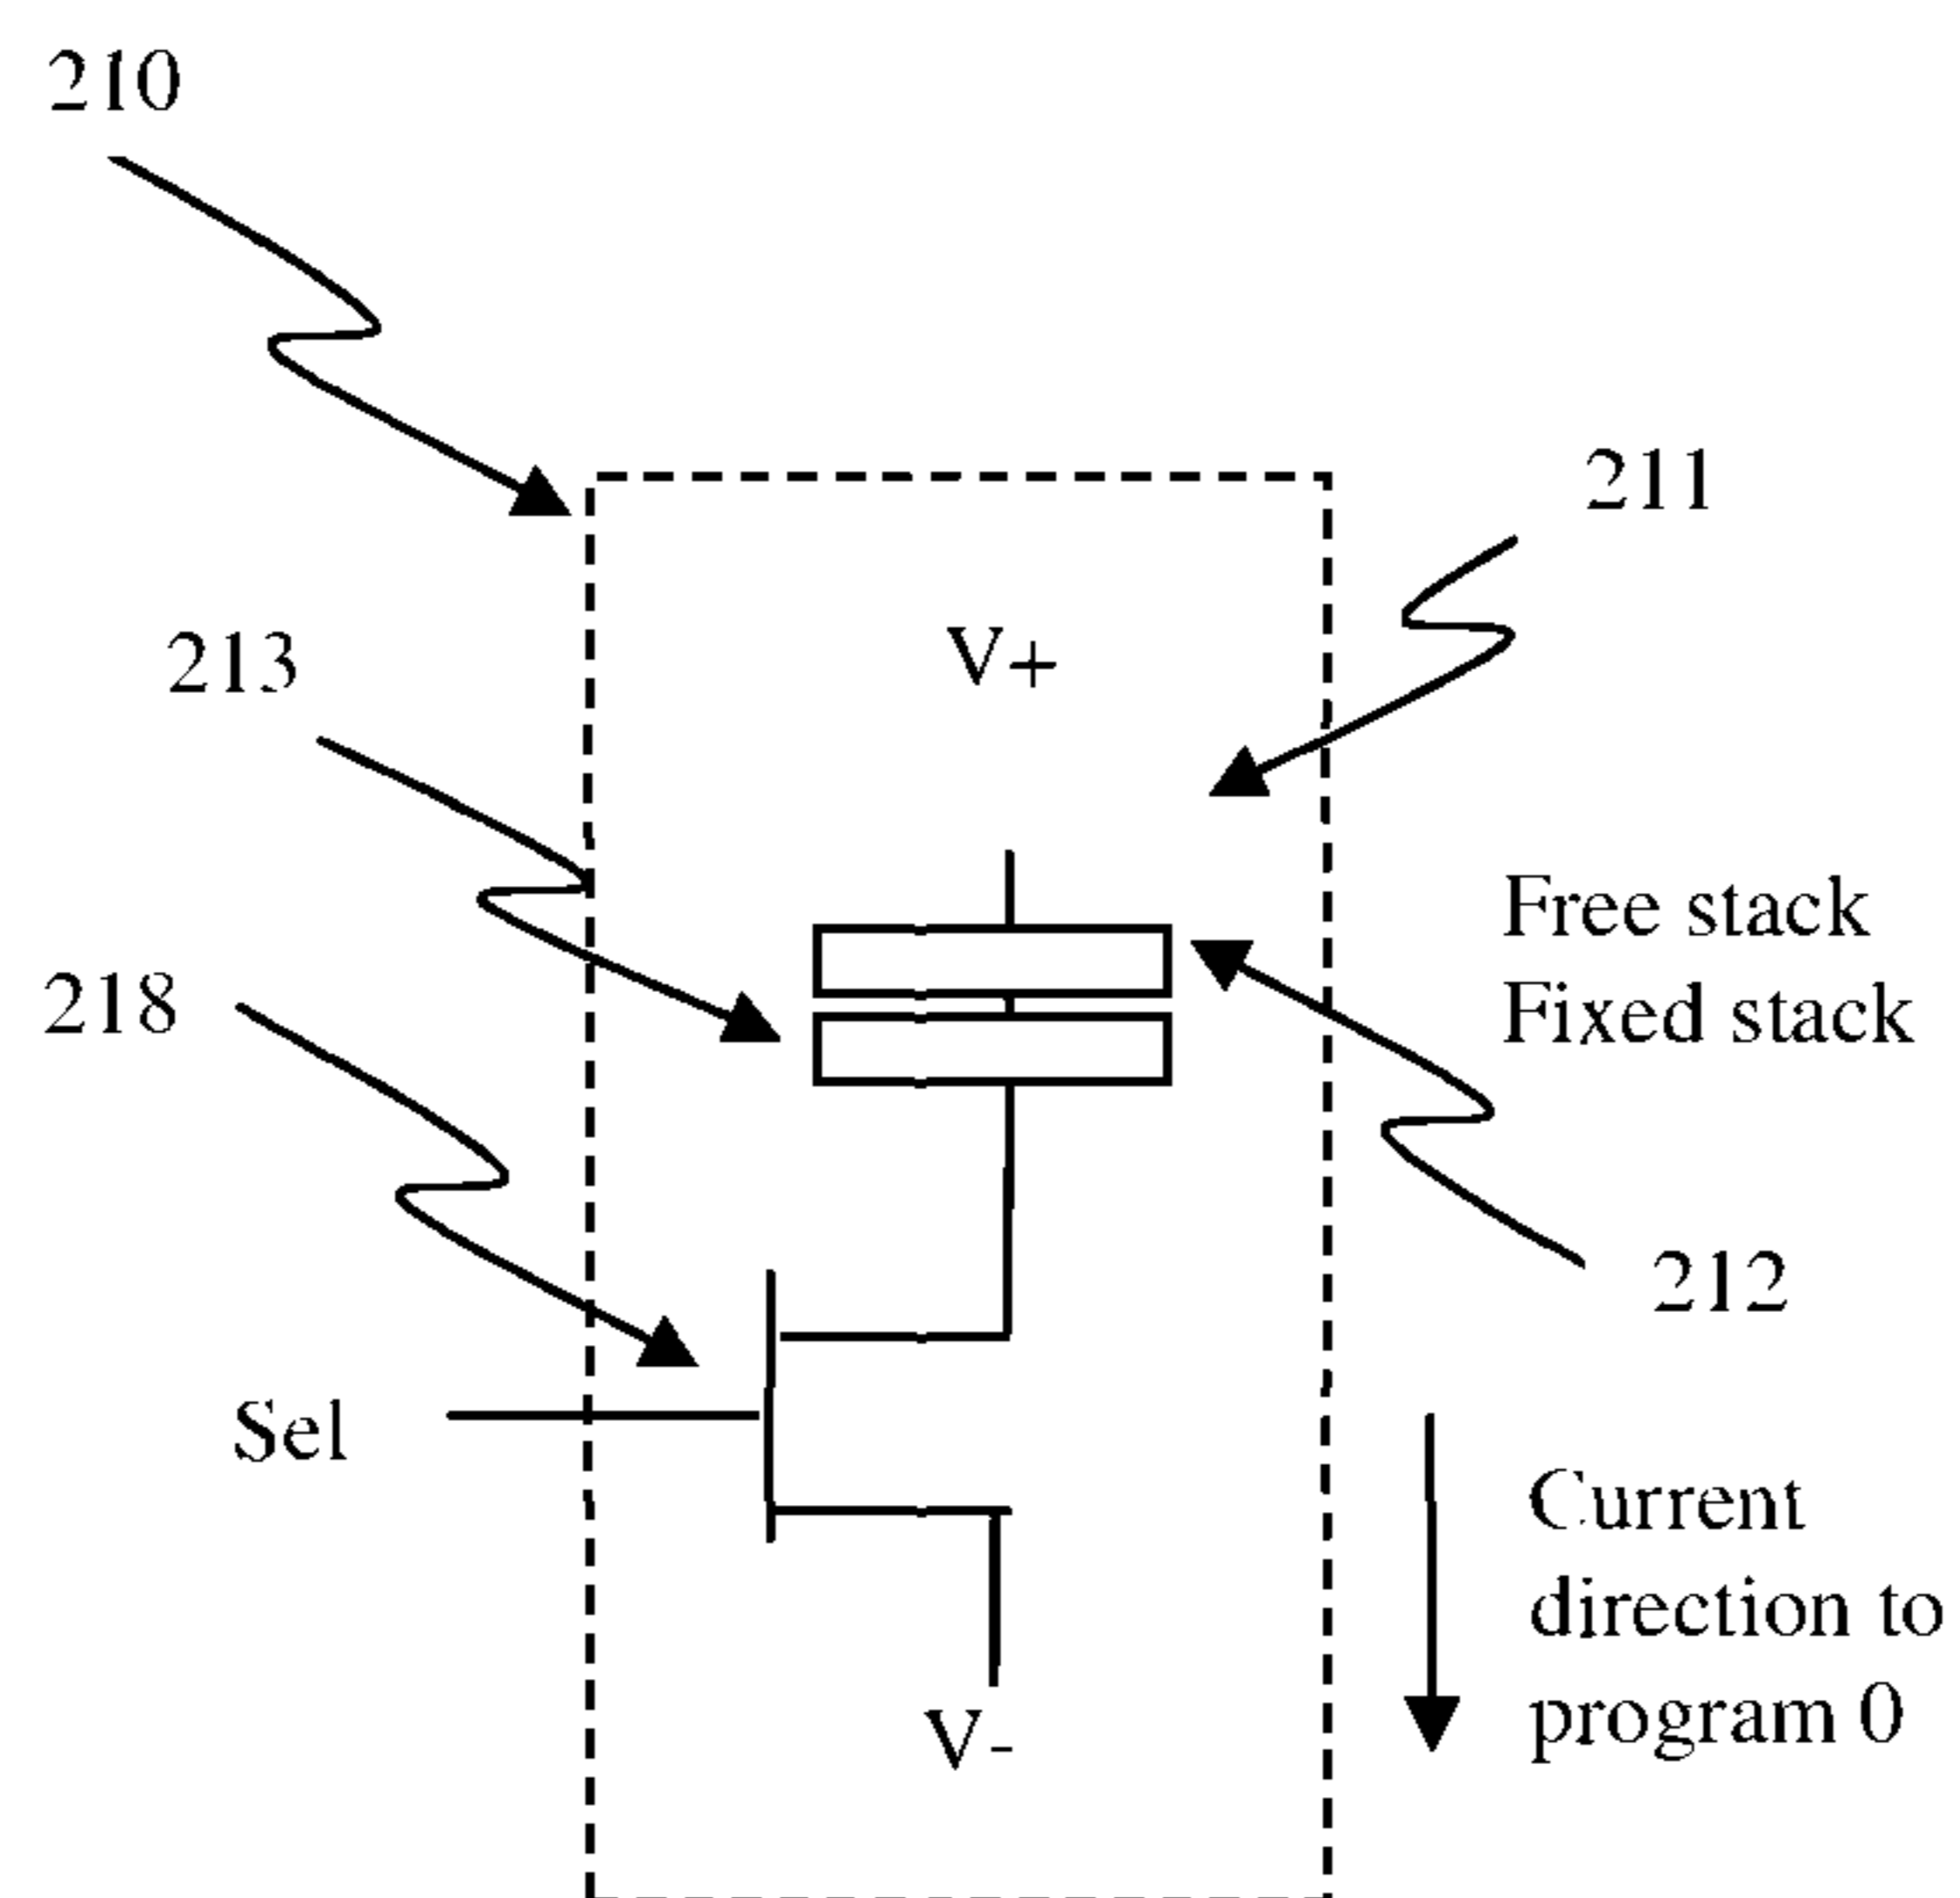 210
211
V+
213
Free stack
218
Fixed stack
212
Sel
Current
direction to
program 0
V-